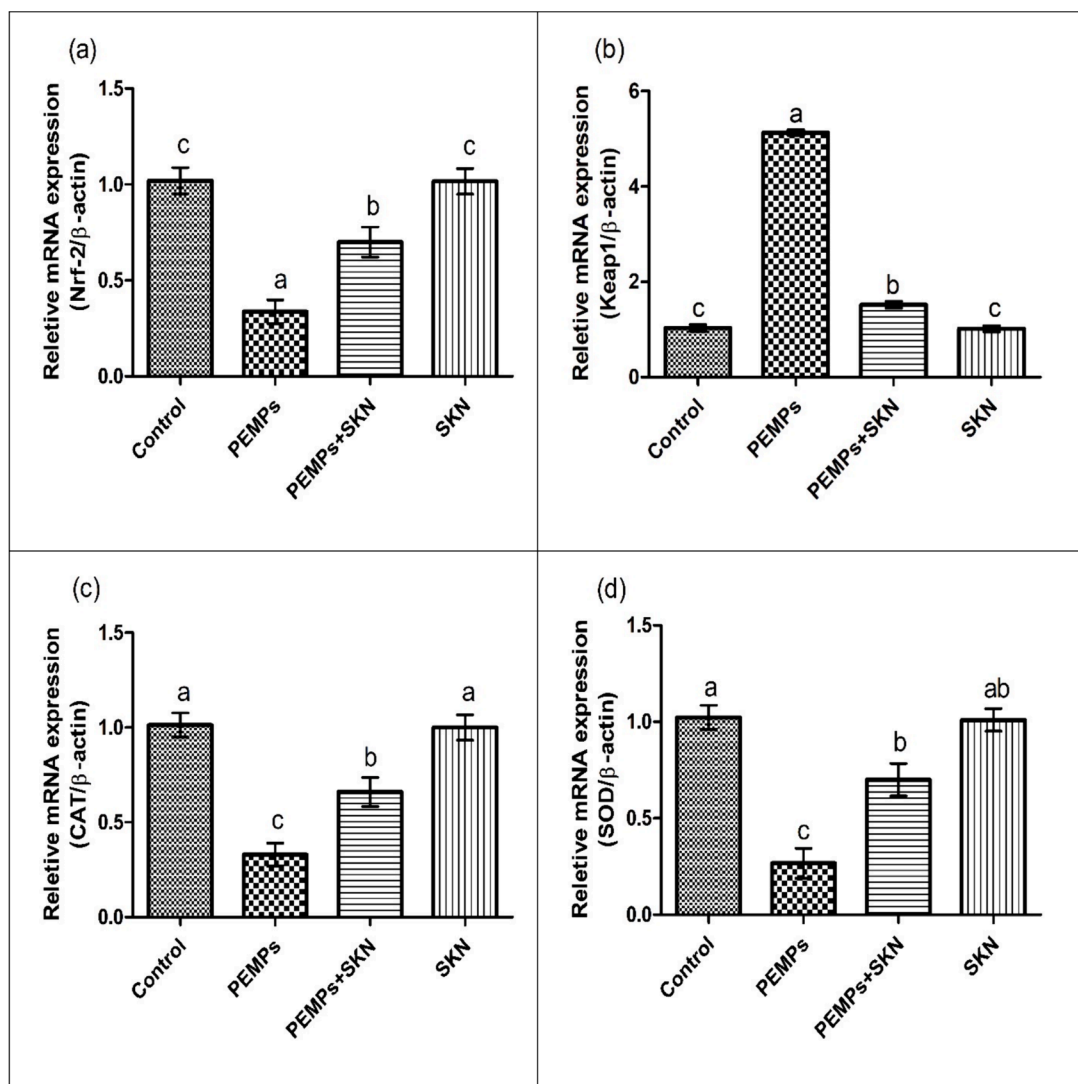 (a)
Reletive mRNA expression
(Nrf-2/β-actin)
1.5
1.0
0.5
0.0
c
a
b
c
Control
PEMPs
PEMPs+SKN
SKN
(b)
Reletive mRNA expression
(Keap1/β-actin)
6
4
2
0
c
a
b
c
Control
PEMPs
PEMPs+SKN
SKN
(c)
Reletive mRNA expression
(CAT/β-actin)
1.5
1.0
0.5
0.0
a
c
b
a
Control
PEMPs
PEMPs+SKN
SKN
(d)
Reletive mRNA expression
(SOD/β-actin)
1.5
1.0
0.5
0.0
a
c
b
ab
Control
PEMPs
PEMPs+SKN
SKN